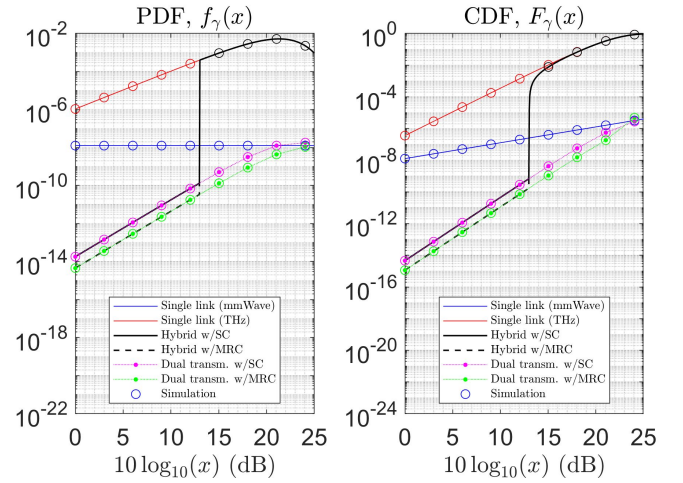 PDF, f_γ(x)
10^-2
10^-6
10^-10
10^-14
10^-18
10^-22
0 5 10 15 20 25
10 log_10(x) (dB)
Single link (mmWave)
Single link (THz)
Hybrid w/SC
Hybrid w/MRC
Dual transm. w/SC
Dual transm. w/MRC
Simulation
CDF, F_γ(x)
10^0
10^-4
10^-8
10^-12
10^-16
10^-20
10^-24
0 5 10 15 20 25
10 log_10(x) (dB)
Single link (mmWave)
Single link (THz)
Hybrid w/SC
Hybrid w/MRC
Dual transm. w/SC
Dual transm. w/MRC
Simulation